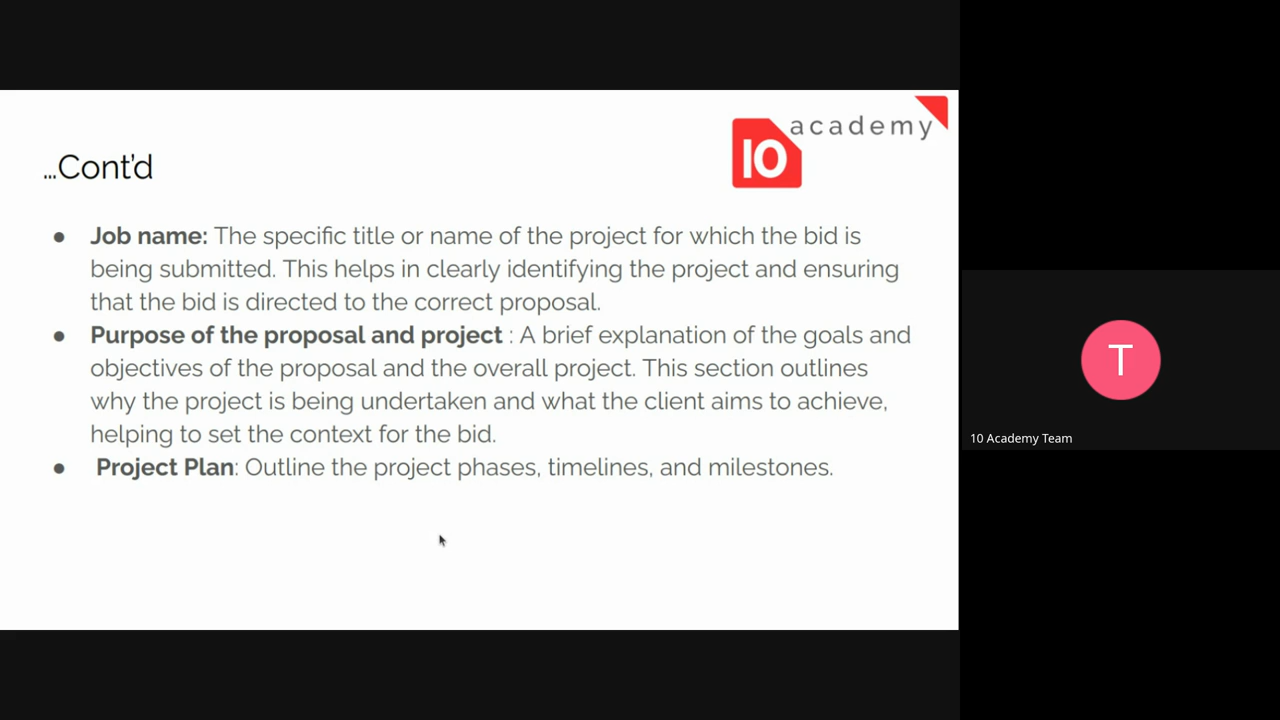 10 academy
...Cont'd
● Job name: The specific title or name of the project for which the bid is
being submitted. This helps in clearly identifying the project and ensuring
that the bid is directed to the correct proposal.
● Purpose of the proposal and project : A brief explanation of the goals and
objectives of the proposal and the overall project. This section outlines
why the project is being undertaken and what the client aims to achieve,
helping to set the context for the bid.
● Project Plan: Outline the project phases, timelines, and milestones.
T
10 Academy Team